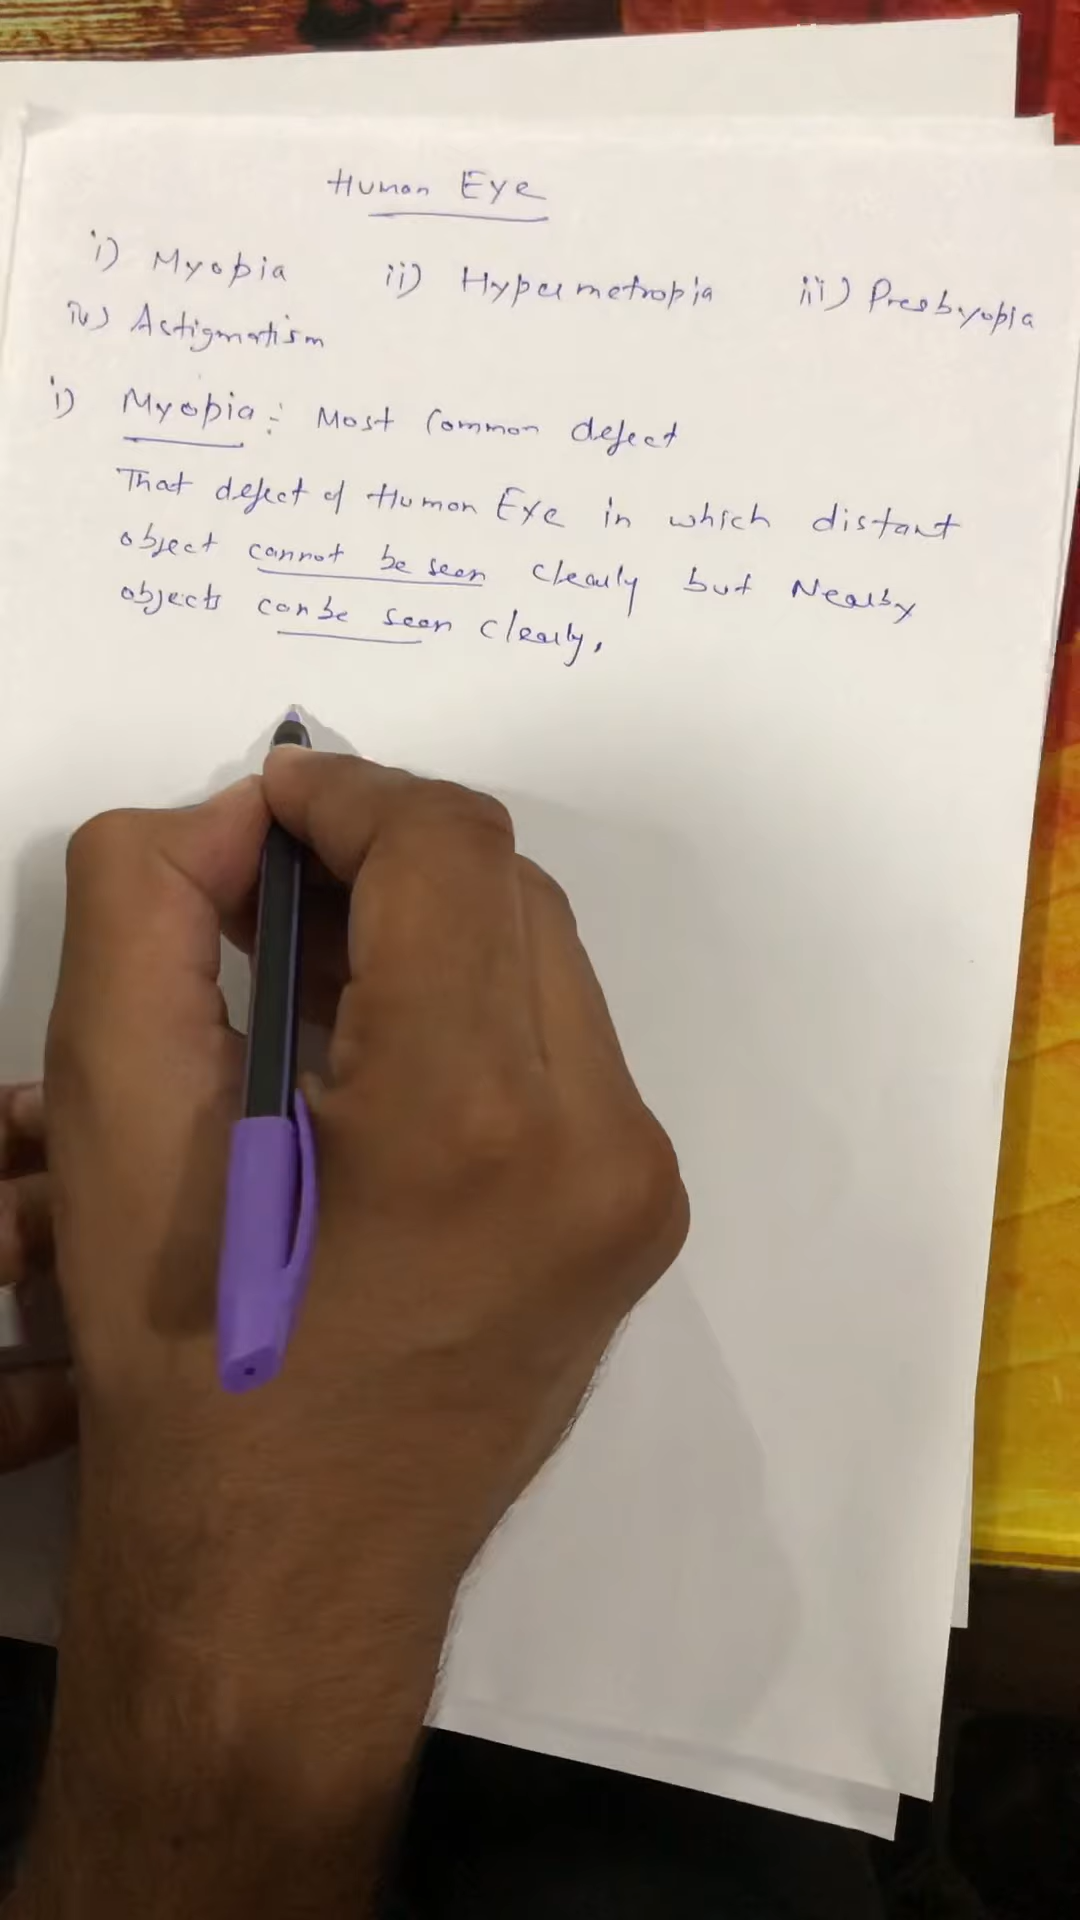 Human Eye
i) Myopia ii) Hypermetropia iii) Presbyopia
iv) Astigmatism
i) Myopia :- Most Common defect
That defect of Human Eye in which distant
object cannot be seen clearly but Nearby
objects can be seen clearly.